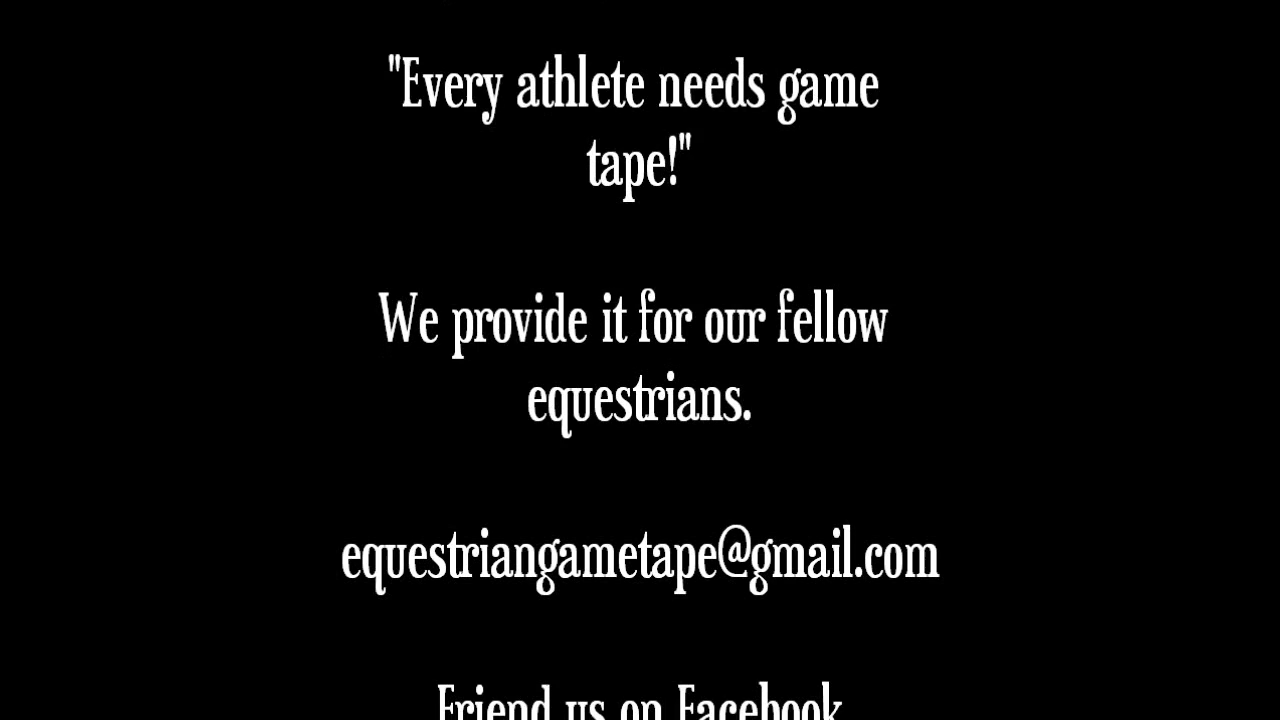 "Every athlete needs game
tape!"
We provide it for our fellow
equestrians.
equestriangametape@gmail.com
Friend us on Facebook